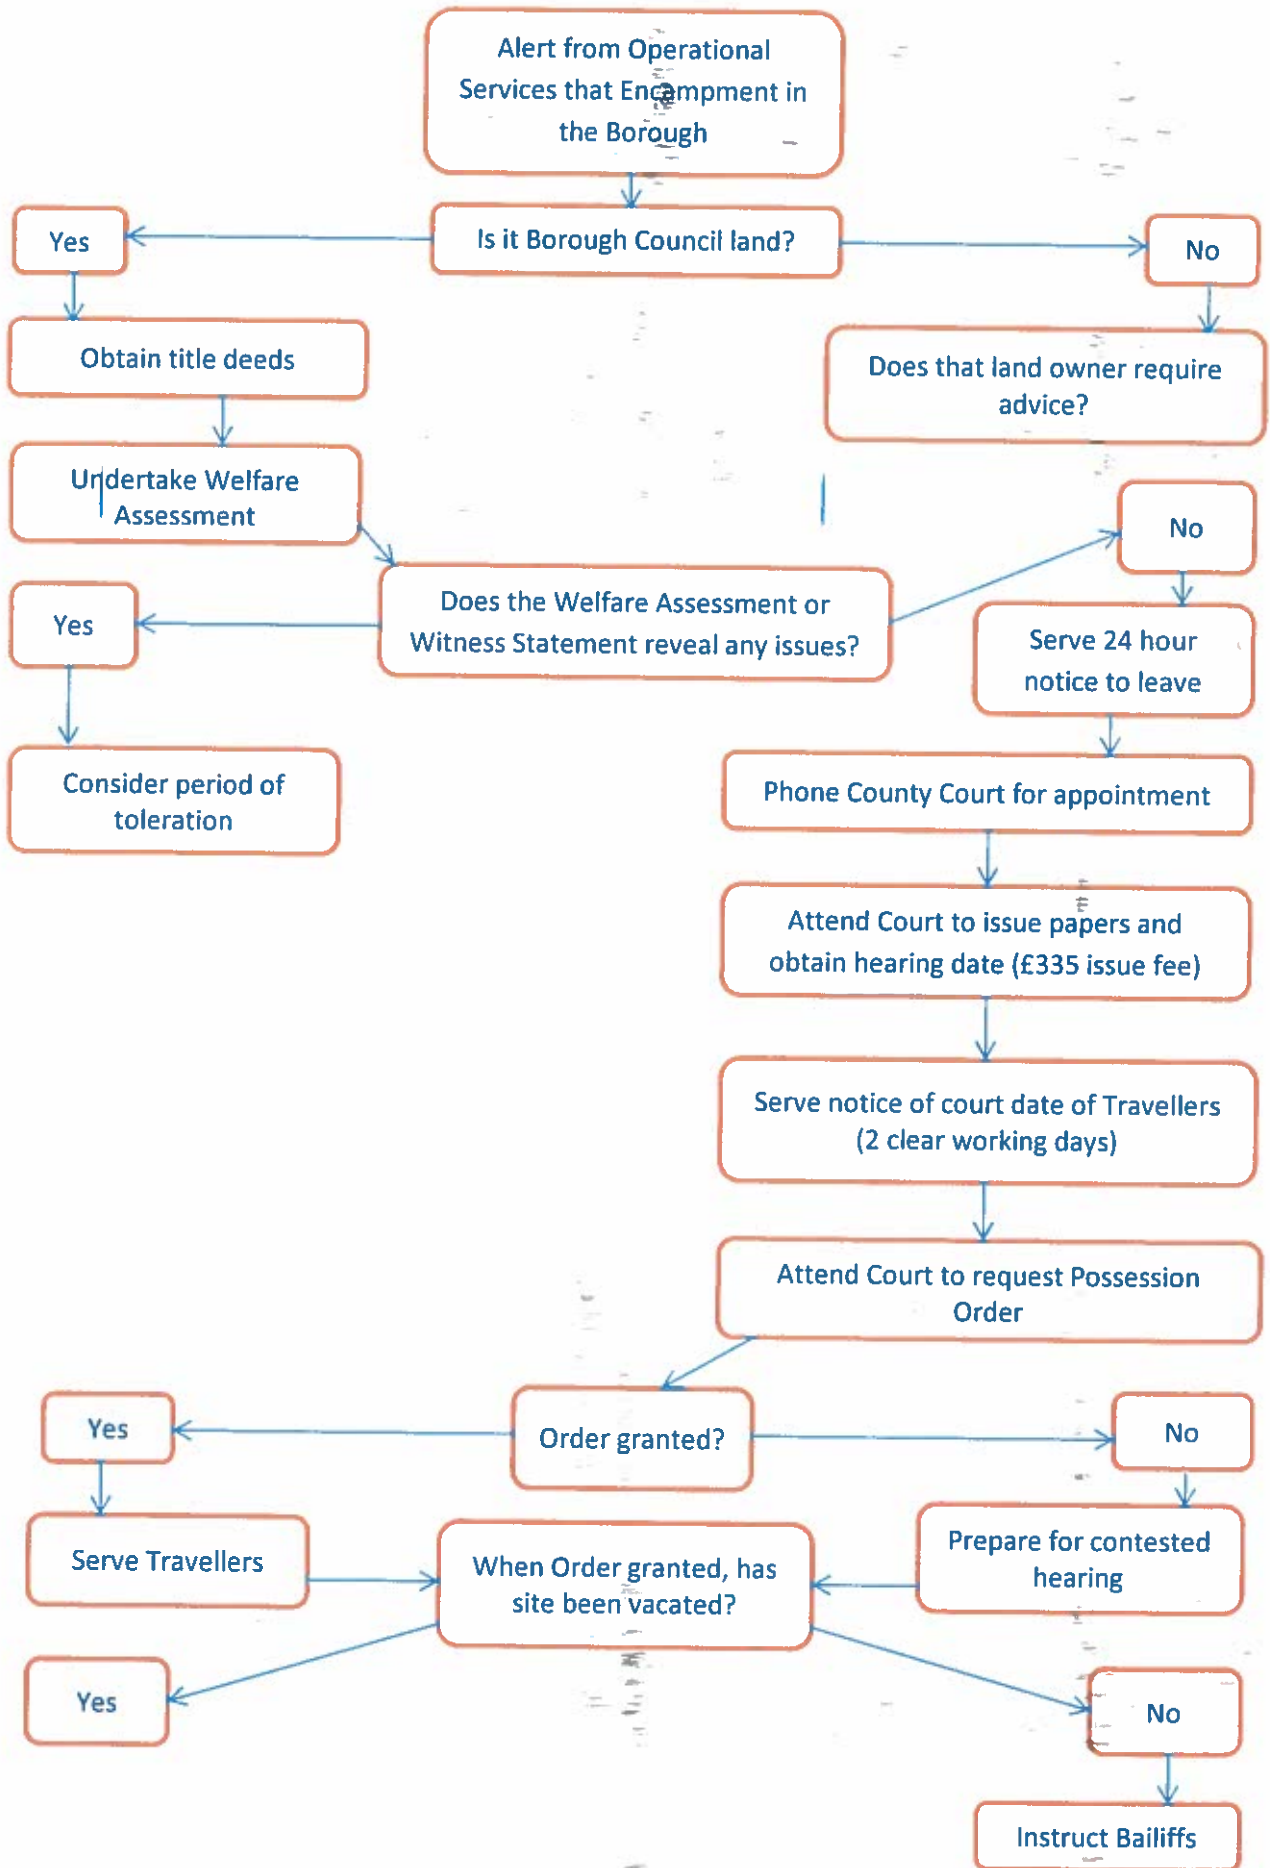 Alert from Operational
Services that Encampment in
the Borough
Yes
Is it Borough Council land?
No
Obtain title deeds
Does that land owner require
advice?
Undertake Welfare
Assessment
No
Does the Welfare Assessment or
Witness Statement reveal any issues?
Yes
Serve 24 hour
notice to leave
Consider period of
toleration
Phone County Court for appointment
Attend Court to issue papers and
obtain hearing date (£335 issue fee)
Serve notice of court date of Travellers
(2 clear working days)
Attend Court to request Possession
Order
Yes
Order granted?
No
Serve Travellers
When Order granted, has
site been vacated?
Prepare for contested
hearing
Yes
No
Instruct Bailiffs